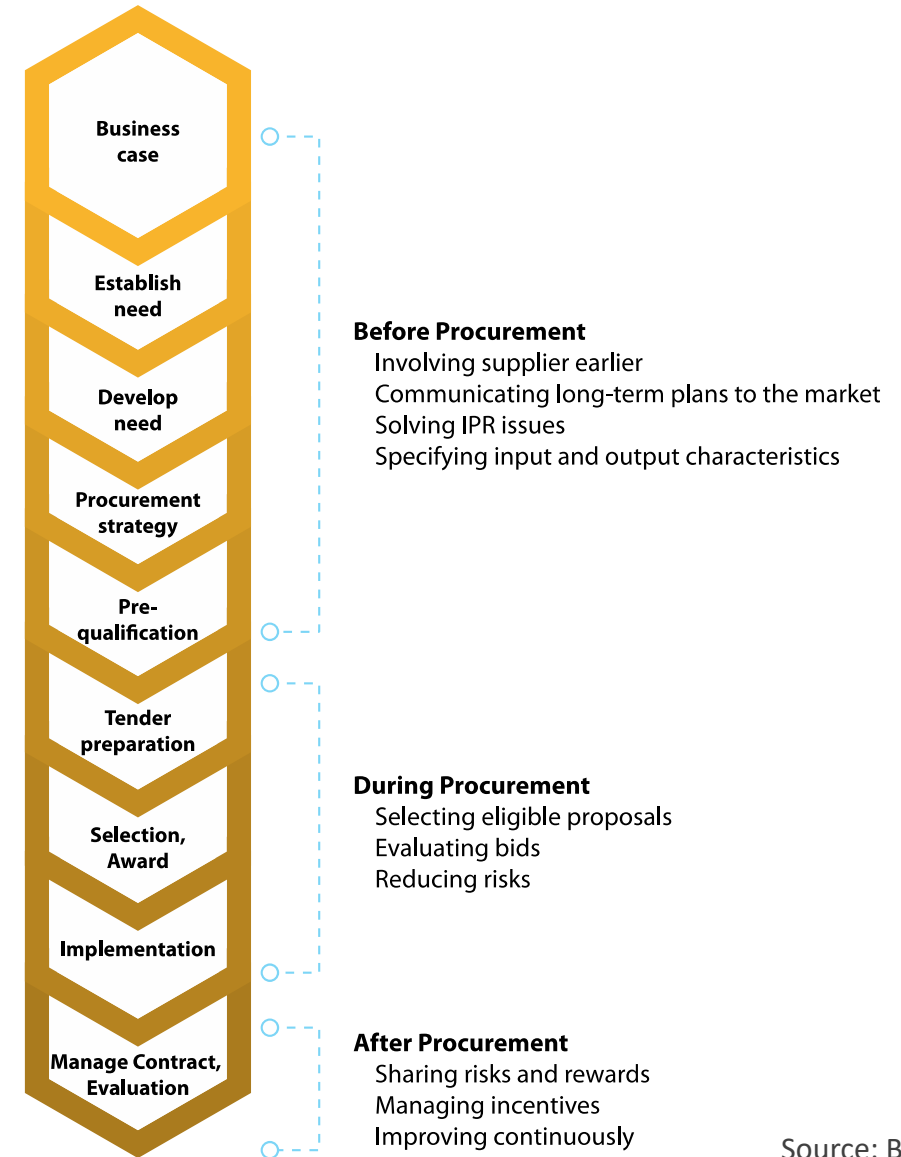 Business
case
Establish
need
Develop
need
Procurement
strategy
Pre-
qualification
Tender
preparation
Selection,
Award
Implementation
Manage Contract,
Evaluation
Before Procurement
Involving supplier earlier
Communicating long-term plans to the market
Solving IPR issues
Specifying input and output characteristics
During Procurement
Selecting eligible proposals
Evaluating bids
Reducing risks
After Procurement
Sharing risks and rewards
Managing incentives
Improving continuously
Source: B